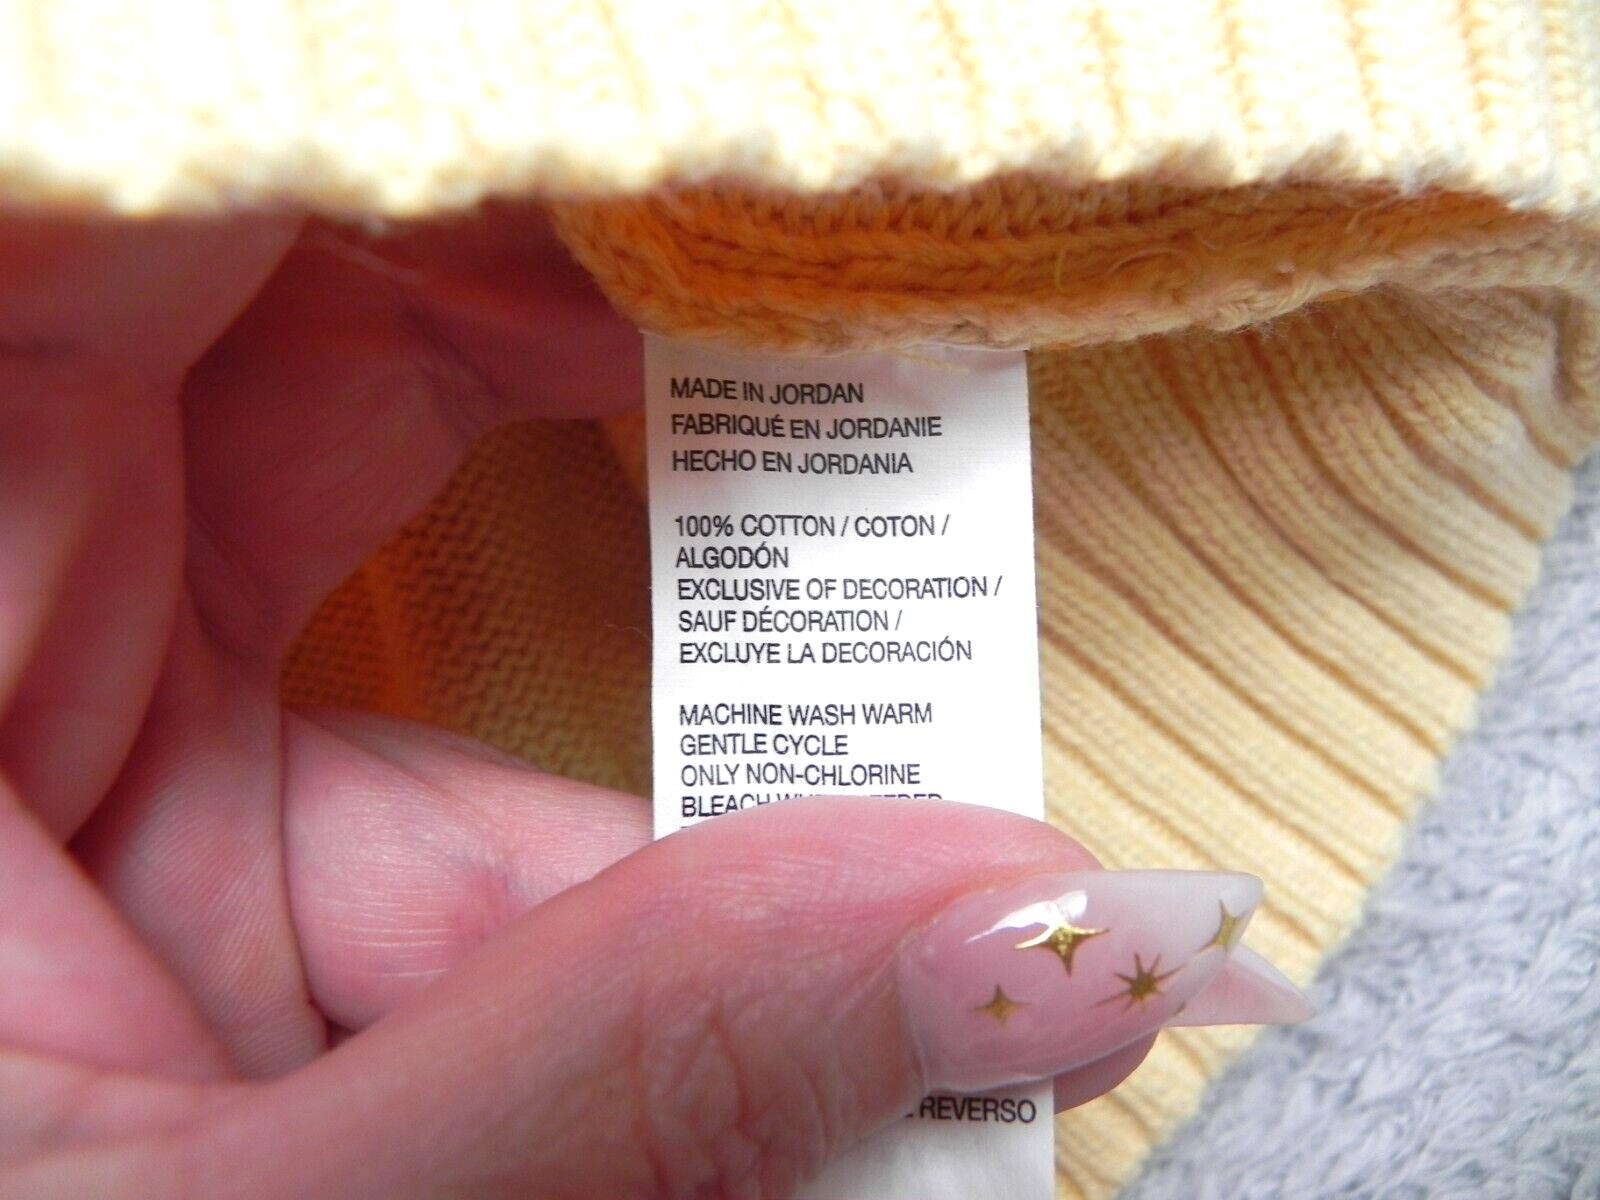 MADE IN JORDAN
FABRIQUÉ EN JORDANIE
HECHO EN JORDANIA
100% COTTON / COTON /
ALGODÓN
EXCLUSIVE OF DECORATION /
SAUF DÉCORATION /
EXCLUYE LA DECORACIÓN
MACHINE WASH WARM
GENTLE CYCLE
ONLY NON-CHLORINE
BLEACH
REVERSO